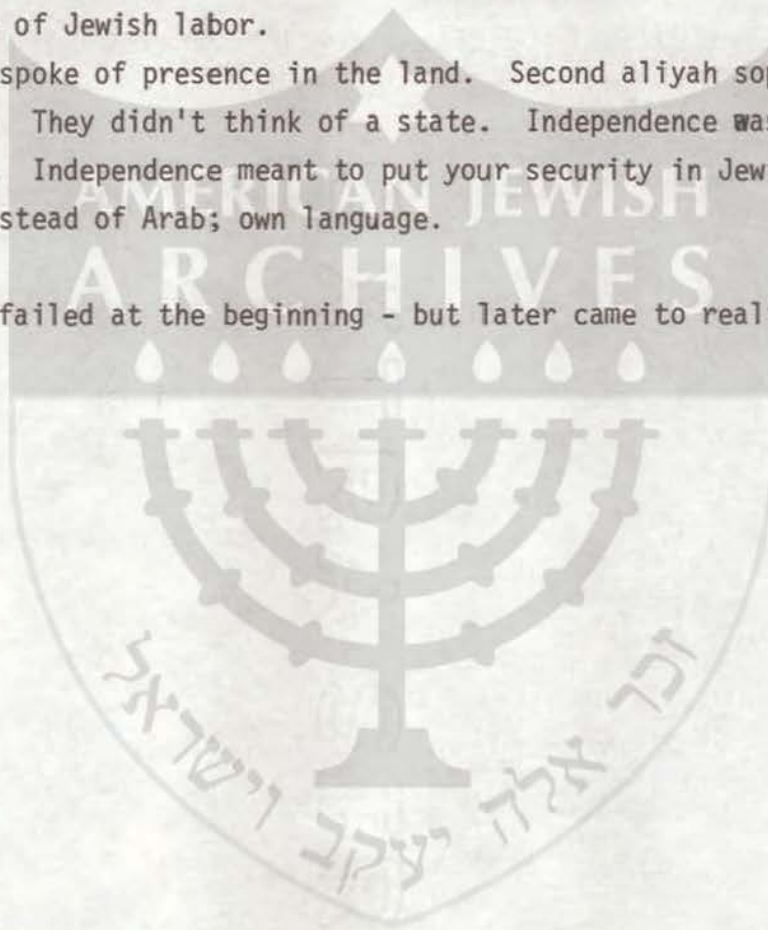 of Jewish labor.
spoke of presence in the land. Second aliyah sop
They didn't think of a state. Independence was
Independence meant to put your security in Jew
stead of Arab; own language.
failed at the beginning - but later came to real
AMERICAN JEWISH
ARCHIVES
זכר אלה יעקב וישראל